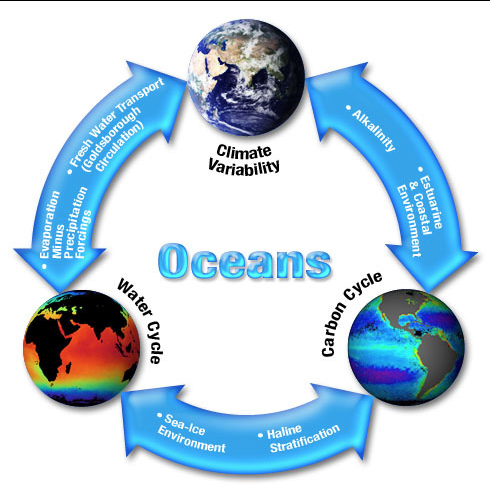 Climate
Variability
• Fresh Water Transport
(Goldsborough
Circulation)
• Evaporation
Minus
Precipitation
Forcings
• Alkalinity
• Estuarine
& Coastal
Environment
Oceans
Water Cycle
Carbon Cycle
• Sea-Ice
Environment
• Haline
Stratification